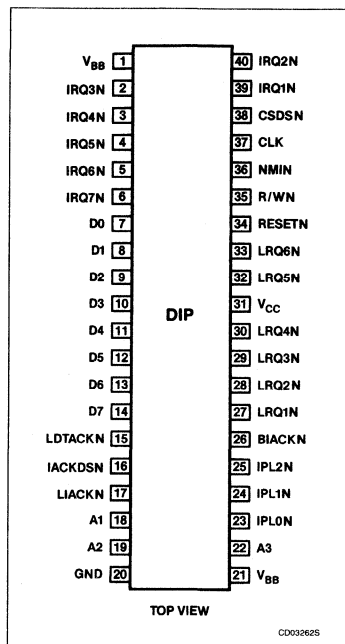 VBB 1 40 IRQ2N
IRQ3N 2 39 IRQ1N
IRQ4N 3 38 CSDSN
IRQ5N 4 37 CLK
IRQ6N 5 36 NMIN
IRQ7N 6 35 R/WN
D0 7 34 RESETN
D1 8 33 LRQ6N
D2 9 32 LRQ5N
D3 10 31 VCC
DIP
D4 11 30 LRQ4N
D5 12 29 LRQ3N
D6 13 28 LRQ2N
D7 14 27 LRQ1N
LDTACKN 15 26 BIACKN
IACKDSN 16 25 IPL2N
LIACKN 17 24 IPL1N
A1 18 23 IPL0N
A2 19 22 A3
GND 20 21 VBB
TOP VIEW
CD03262S